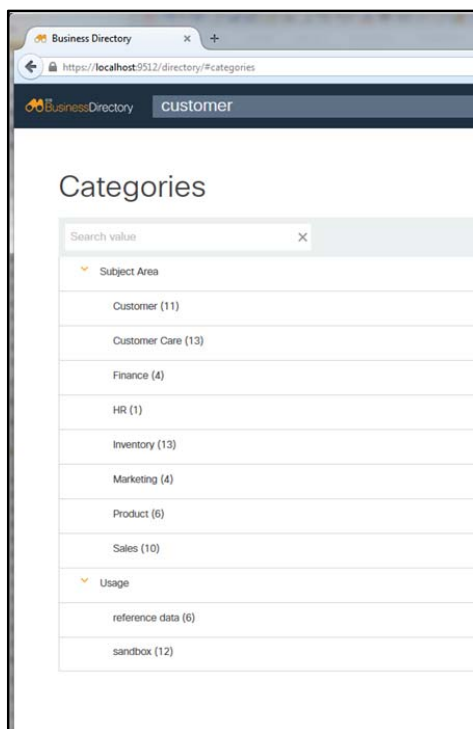 Business Directory
https://localhost:9512/directory/#categories
BusinessDirectory customer
Categories
Search value
Subject Area
Customer (11)
Customer Care (13)
Finance (4)
HR (1)
Inventory (13)
Marketing (4)
Product (6)
Sales (10)
Usage
reference data (6)
sandbox (12)